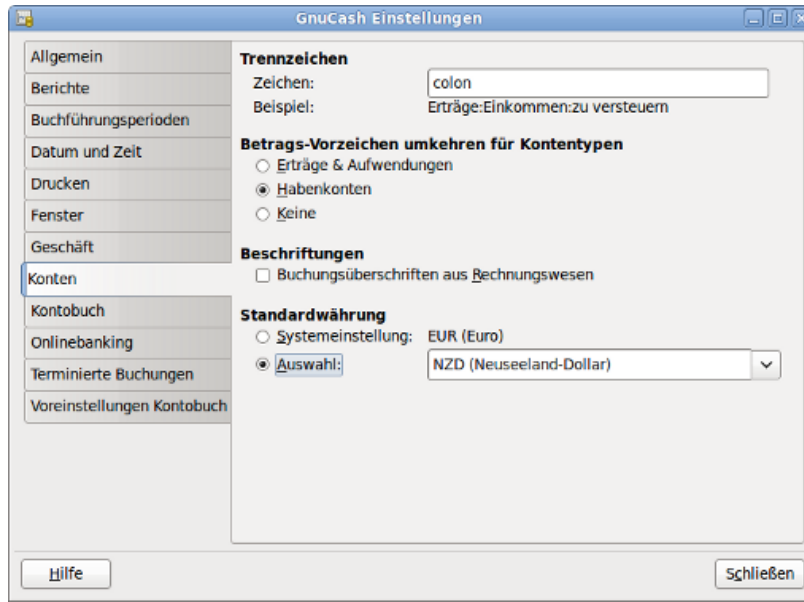 GnuCash Einstellungen
Allgemein
Berichte
Buchführungsperioden
Datum und Zeit
Drucken
Fenster
Geschäft
Konten
Kontobuch
Onlinebanking
Terminierte Buchungen
Voreinstellungen Kontobuch
Trennzeichen
Zeichen: colon
Beispiel: Erträge:Einkommen:zu versteuern
Betrags-Vorzeichen umkehren für Kontentypen
Erträge & Aufwendungen
Habenkonten
Keine
Beschriftungen
Buchungsüberschriften aus Rechnungswesen
Standardwährung
Systemeinstellung: EUR (Euro)
Auswahl: NZD (Neuseeland-Dollar)
Hilfe
Schließen